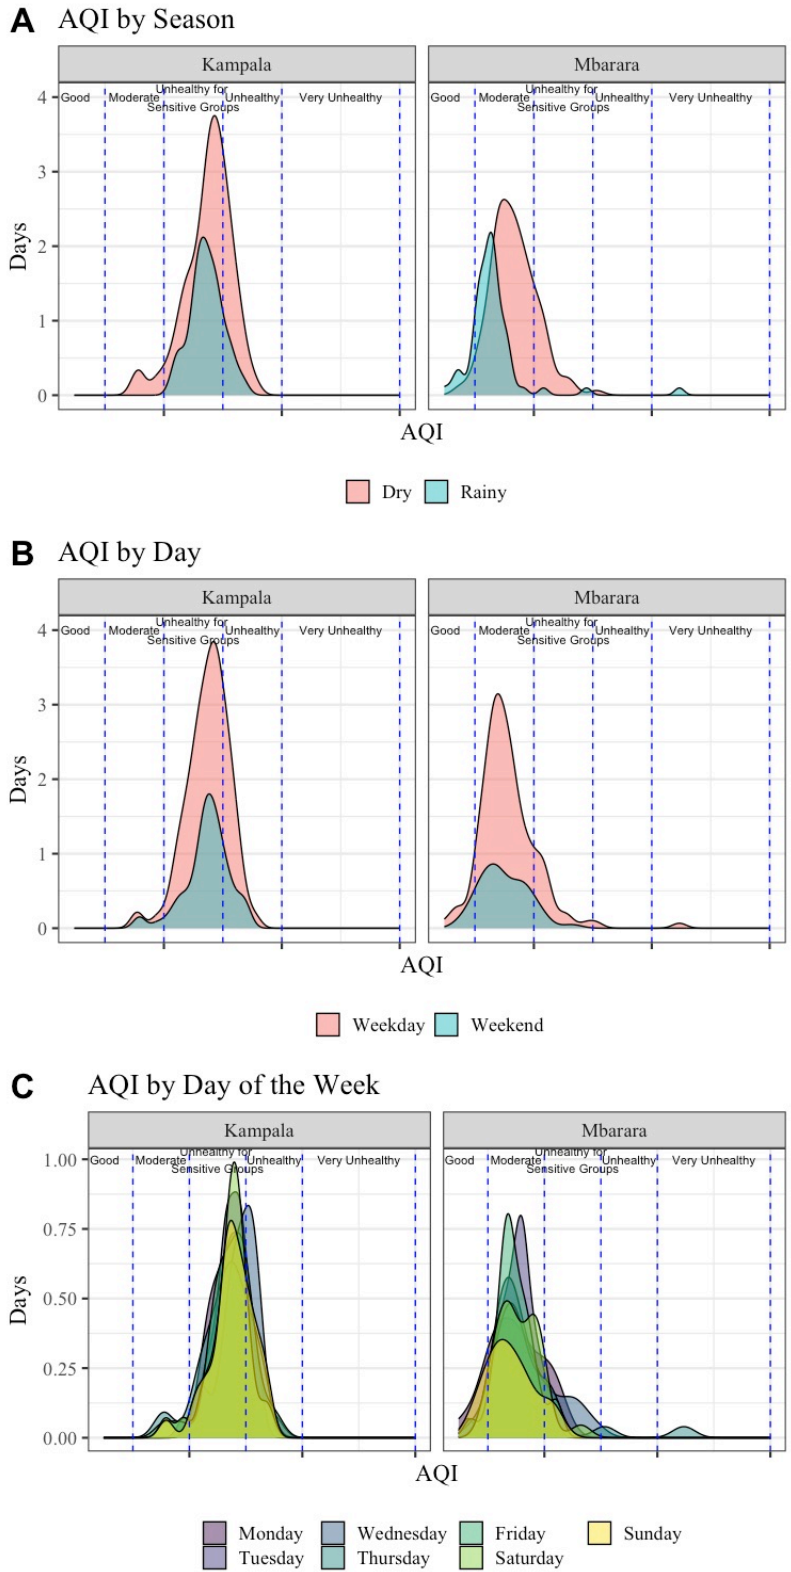 A AQI by Season
Kampala Mbarara
Good Moderate Unhealthy for Sensitive Groups Unhealthy Very Unhealthy Good Moderate Unhealthy for Sensitive Groups Unhealthy Very Unhealthy
4
3
2
1
0
Days
AQI
Dry Rainy
B AQI by Day
Kampala Mbarara
Good Moderate Unhealthy for Sensitive Groups Unhealthy Very Unhealthy Good Moderate Unhealthy for Sensitive Groups Unhealthy Very Unhealthy
4
3
2
1
0
Days
AQI
Weekday Weekend
C AQI by Day of the Week
Kampala Mbarara
Good Moderate Unhealthy for Sensitive Groups Unhealthy Very Unhealthy Good Moderate Unhealthy for Sensitive Groups Unhealthy Very Unhealthy
1.00
0.75
0.50
0.25
0.00
Days
AQI
Monday Wednesday Friday Sunday
Tuesday Thursday Saturday